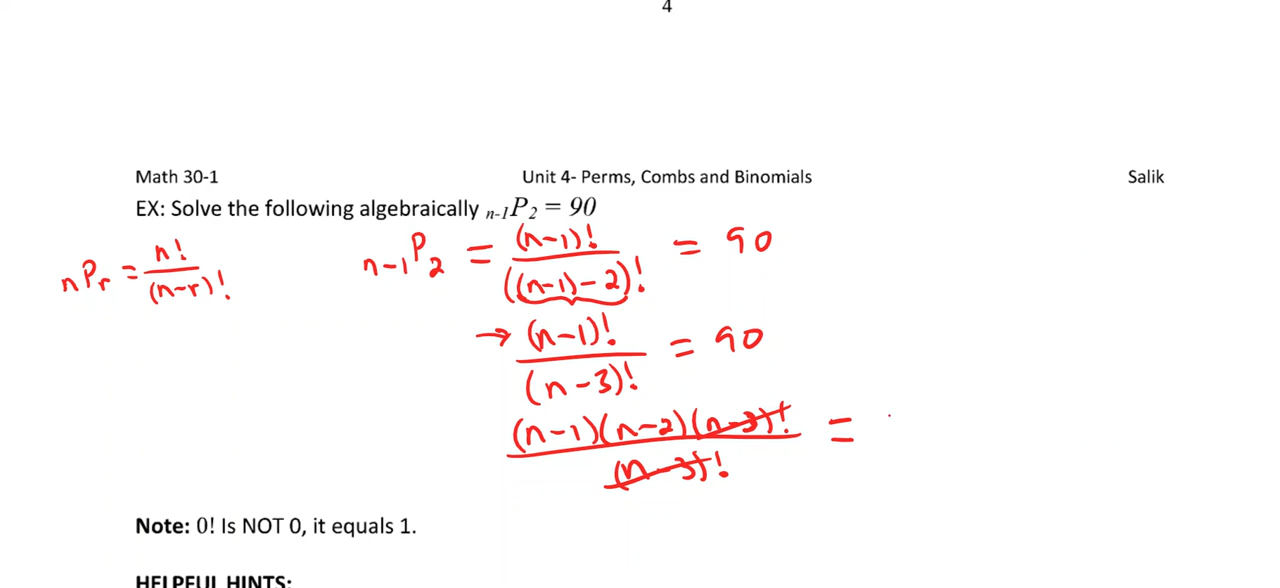 4
Math 30-1 Unit 4- Perms, Combs and Binomials Salik
EX: Solve the following algebraically n-1P2 = 90
nPr = n!/(n-r)!
n-1P2 = (n-1)!/((n-1)-2)! = 90
→ (n-1)!/(n-3)! = 90
(n-1)(n-2)(n-3)!/(n-3)! =
Note: 0! Is NOT 0, it equals 1.
HELPFUL HINTS: